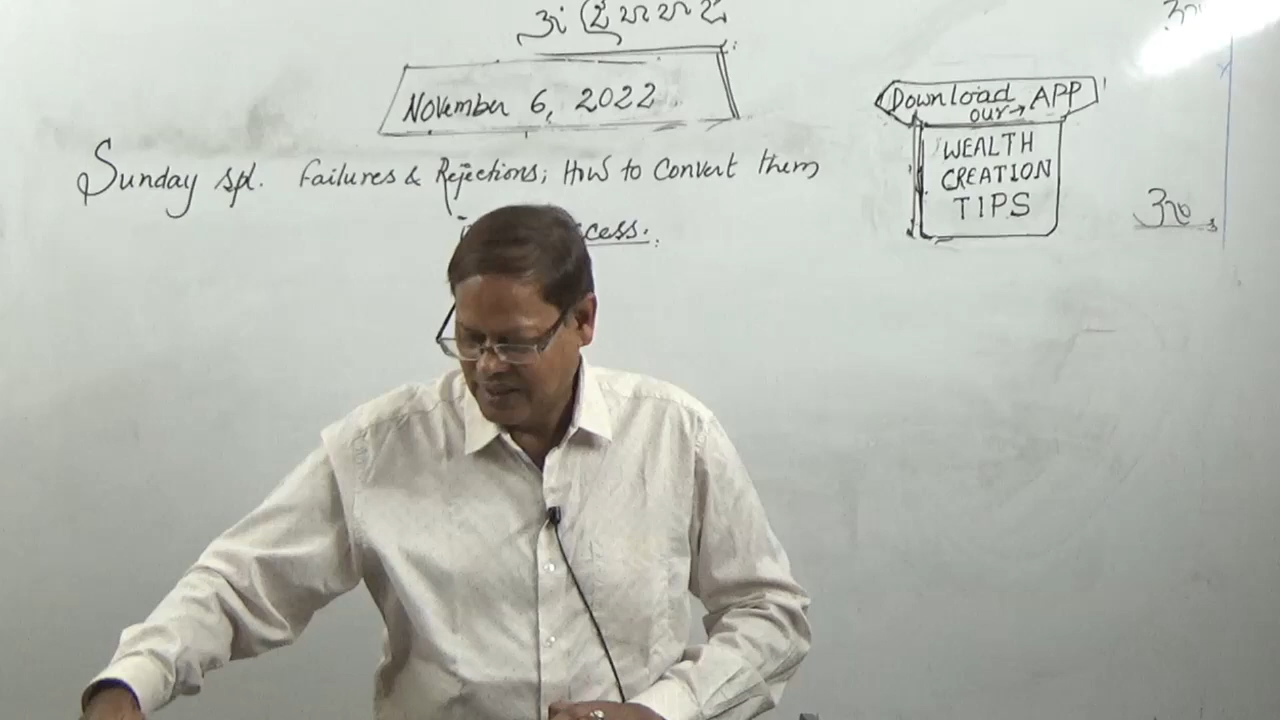 November 6, 2022
Sunday spl. Failures & Rejections; How to Convert them
Download
our → APP
WEALTH
CREATION
TIPS